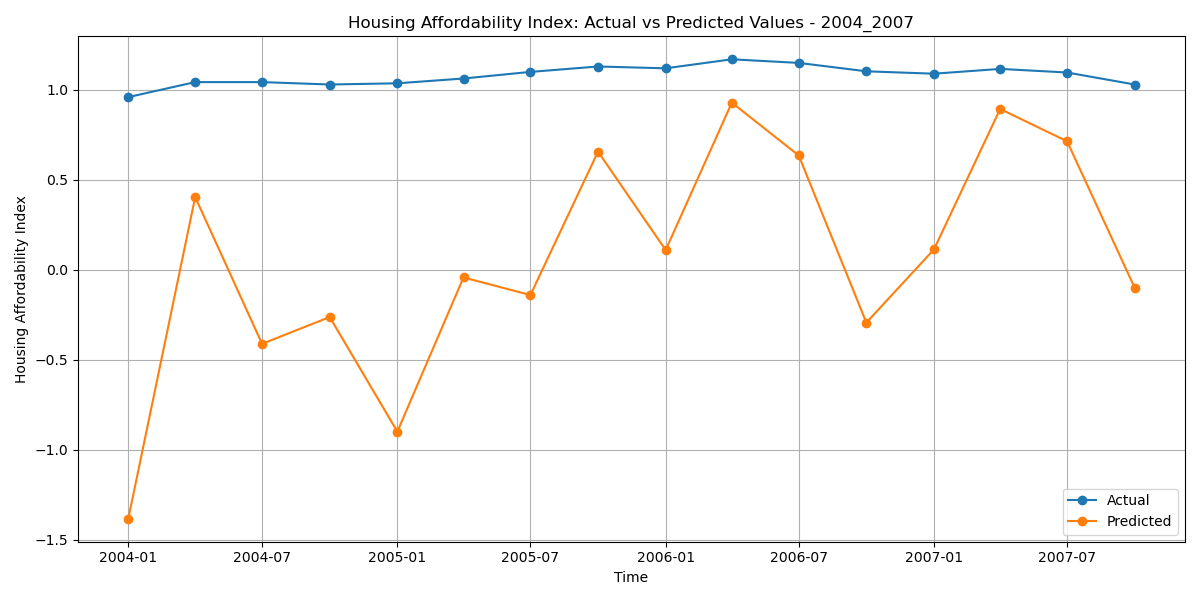 Housing Affordability Index: Actual vs Predicted Values - 2004_2007
Housing Affordability Index
1.0
0.5
0.0
−0.5
−1.0
−1.5
2004-01 2004-07 2005-01 2005-07 2006-01 2006-07 2007-01 2007-07
Time
Actual
Predicted